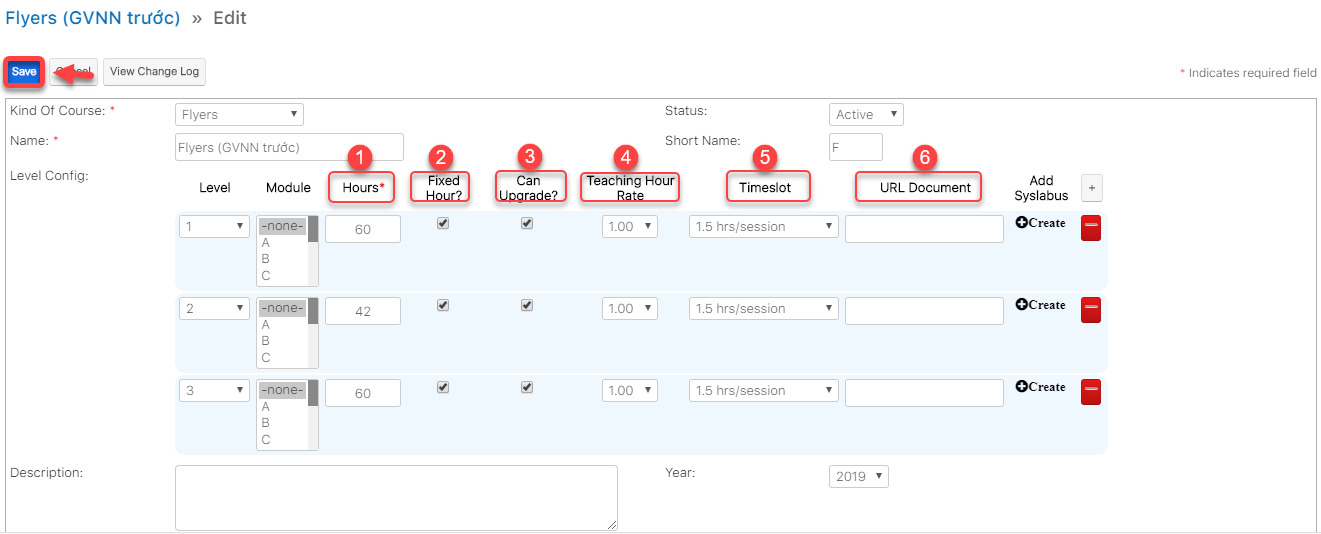 Flyers (GVNN trước) » Edit
Save Cancel View Change Log
* Indicates required field
Kind Of Course: * Flyers Status: Active
Name: * Flyers (GVNN trước) Short Name: F
1 2 3 4 5 6
Level Config:
Level Module Hours* Fixed Hour? Can Upgrade? Teaching Hour Rate Timeslot URL Document Add Syslabus +
1 -none- 60 1.00 1.5 hrs/session Create
A
B
C
2 -none- 42 1.00 1.5 hrs/session Create
A
B
C
3 -none- 60 1.00 1.5 hrs/session Create
A
B
C
Description: Year: 2019